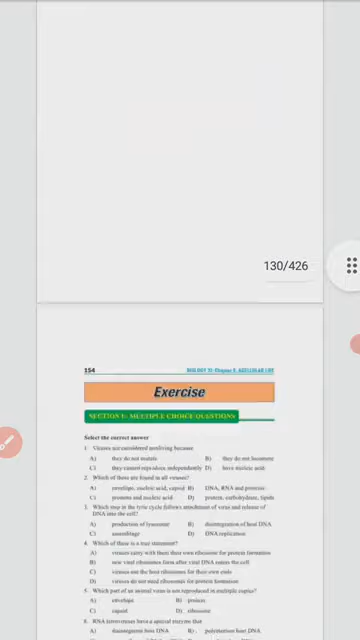 130/426
154 BIOLOGY XI: Chapter 5, ACELLULAR LIFE
Exercise
SECTION I: MULTIPLE CHOICE QUESTIONS
Select the correct answer
1. Viruses are considered nonliving because
A) they do not mutate B) they do not locomote
C) they cannot reproduce independently D) have nucleic acid
2. Which of these are found in all viruses?
A) envelope, nucleic acid, capsid B) DNA, RNA and proteins
C) proteins and nucleic acid D) protein, carbohydrate, lipids
3. Which step in the lytic cycle follows attachment of virus and release of
DNA into the cell?
A) production of lysozyme B) disintegration of host DNA
C) assemblage D) DNA replication
4. Which of these is a true statement?
A) viruses carry with them their own ribosome for protein formation
B) new viral ribosomes form after viral DNA enters the cell
C) viruses use the host ribosomes for their own ends
D) viruses do not need ribosomes for protein formation
5. Which part of an animal virus is not reproduced in multiple copies?
A) envelope B) protein
C) capsid D) ribosome
6. RNA retroviruses have a special enzyme that
A) disintegrates host DNA B) polymerises host DNA